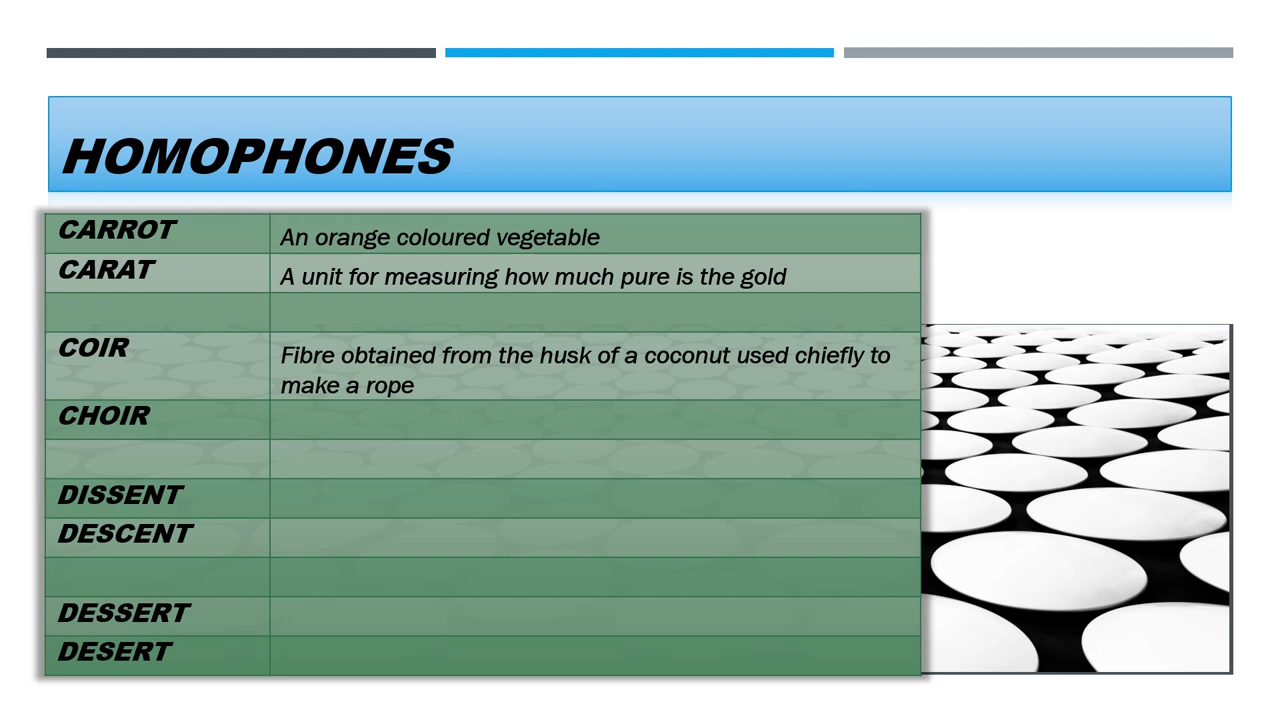 HOMOPHONES
CARROT An orange coloured vegetable
CARAT A unit for measuring how much pure is the gold
COIR Fibre obtained from the husk of a coconut used chiefly to
make a rope
CHOIR
DISSENT
DESCENT
DESSERT
DESERT